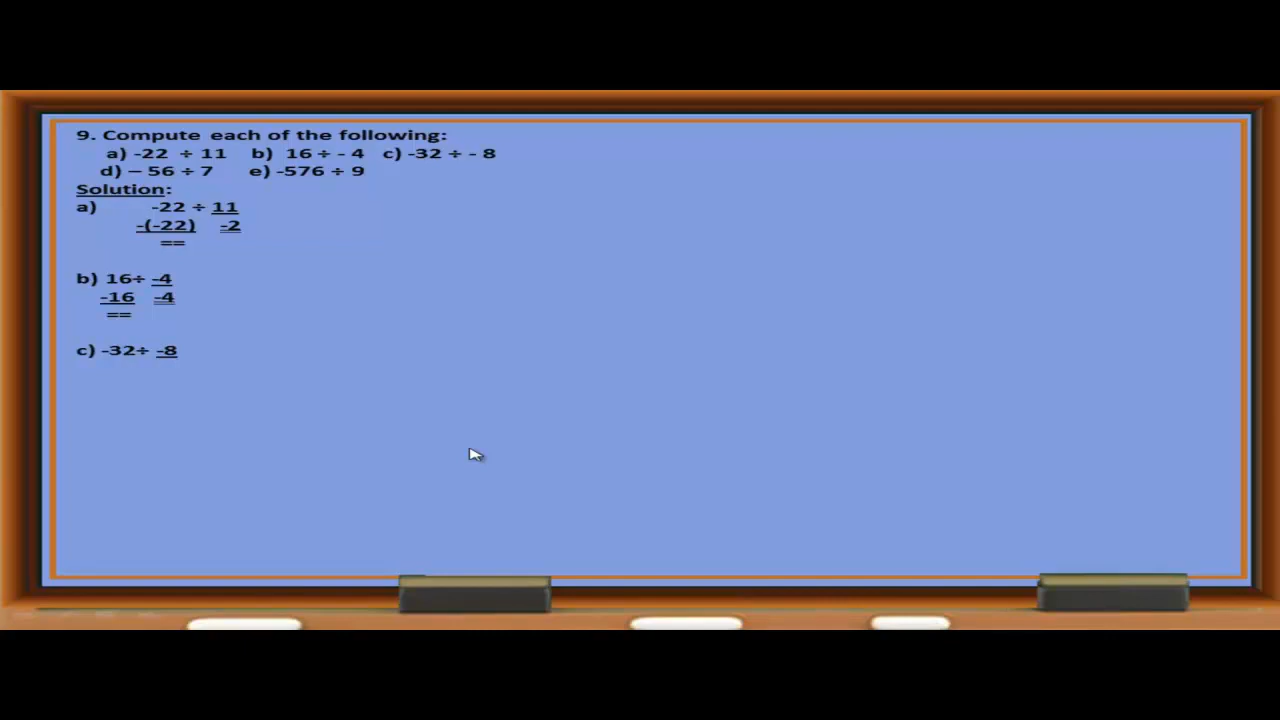 9. Compute each of the following:
a) -22 ÷ 11 b) 16 ÷ - 4 c) -32 ÷ - 8
d) – 56 ÷ 7 e) -576 ÷ 9
Solution:
a) -22 ÷ 11
-(-22) -2
==
b) 16÷ -4
-16 -4
==
c) -32÷ -8